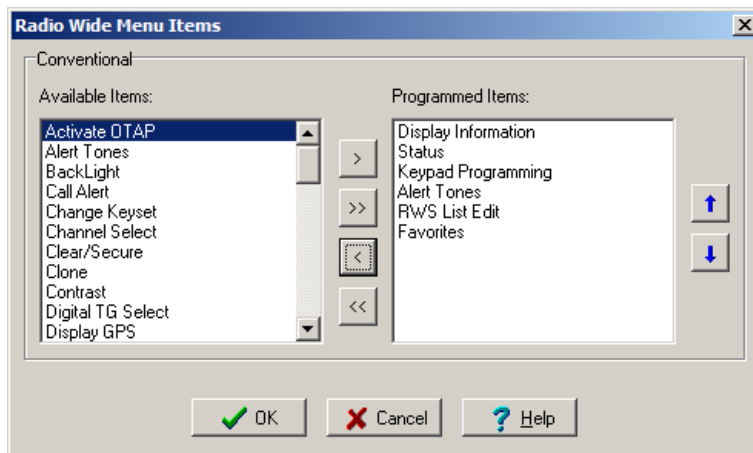 Radio Wide Menu Items
Conventional
Available Items:
Activate OTAP
Alert Tones
BackLight
Call Alert
Change Keyset
Channel Select
Clear/Secure
Clone
Contrast
Digital TG Select
Display GPS
>
>>
<
<<
Programmed Items:
Display Information
Status
Keypad Programming
Alert Tones
RWS List Edit
Favorites
OK
Cancel
? Help